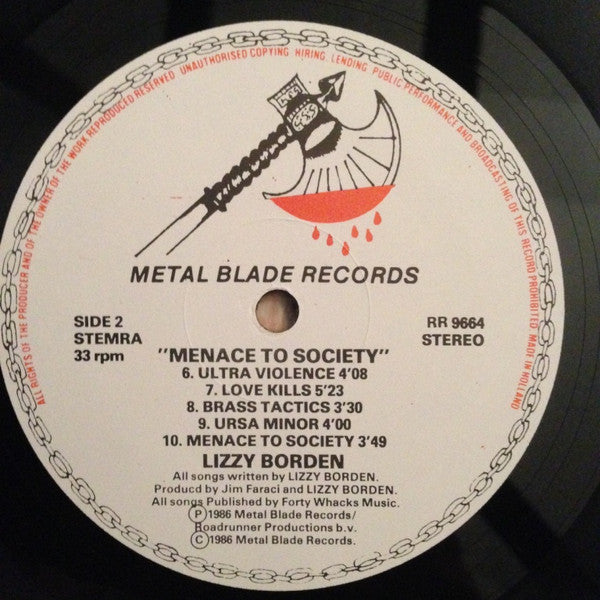 ALL RIGHTS OF THE PRODUCER AND OF THE OWNER OF THE WORK REPRODUCED RESERVED. UNAUTHORISED COPYING HIRING, LENDING PUBLIC PERFORMANCE AND BROADCASTING OF THIS RECORD PROHIBITED MADE IN HOLLAND
METAL BLADE RECORDS
SIDE 2
STEMRA
33 rpm
RR 9664
STEREO
"MENACE TO SOCIETY"
6. ULTRA VIOLENCE 4'08
7. LOVE KILLS 5'23
8. BRASS TACTICS 3'30
9. URSA MINOR 4'00
10. MENACE TO SOCIETY 3'49
LIZZY BORDEN
All songs written by LIZZY BORDEN.
Producd by Jim Faraci and LIZZY BORDEN.
All songs Published by Forty Whacks Music.
Ⓟ1986 Metal Blade Records/
Roadrunner Productions b.v.
Ⓒ1986 Metal Blade Records.